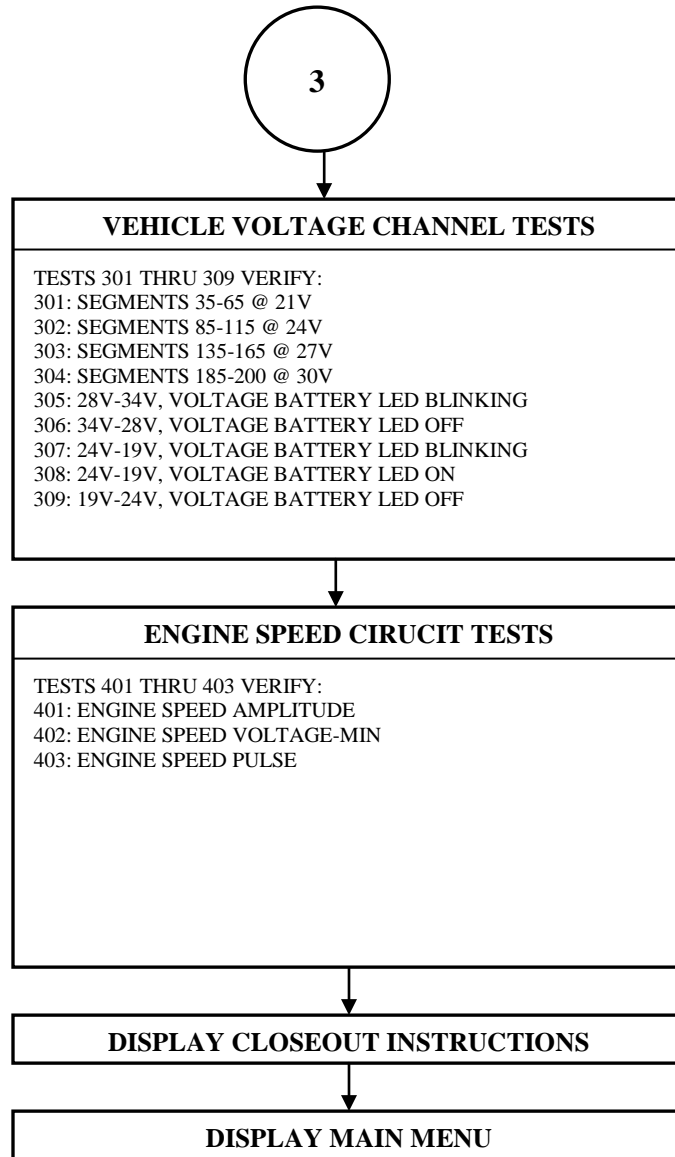 3
VEHICLE VOLTAGE CHANNEL TESTS
TESTS 301 THRU 309 VERIFY:
301: SEGMENTS 35-65 @ 21V
302: SEGMENTS 85-115 @ 24V
303: SEGMENTS 135-165 @ 27V
304: SEGMENTS 185-200 @ 30V
305: 28V-34V, VOLTAGE BATTERY LED BLINKING
306: 34V-28V, VOLTAGE BATTERY LED OFF
307: 24V-19V, VOLTAGE BATTERY LED BLINKING
308: 24V-19V, VOLTAGE BATTERY LED ON
309: 19V-24V, VOLTAGE BATTERY LED OFF
ENGINE SPEED CIRUCIT TESTS
TESTS 401 THRU 403 VERIFY:
401: ENGINE SPEED AMPLITUDE
402: ENGINE SPEED VOLTAGE-MIN
403: ENGINE SPEED PULSE
DISPLAY CLOSEOUT INSTRUCTIONS
DISPLAY MAIN MENU